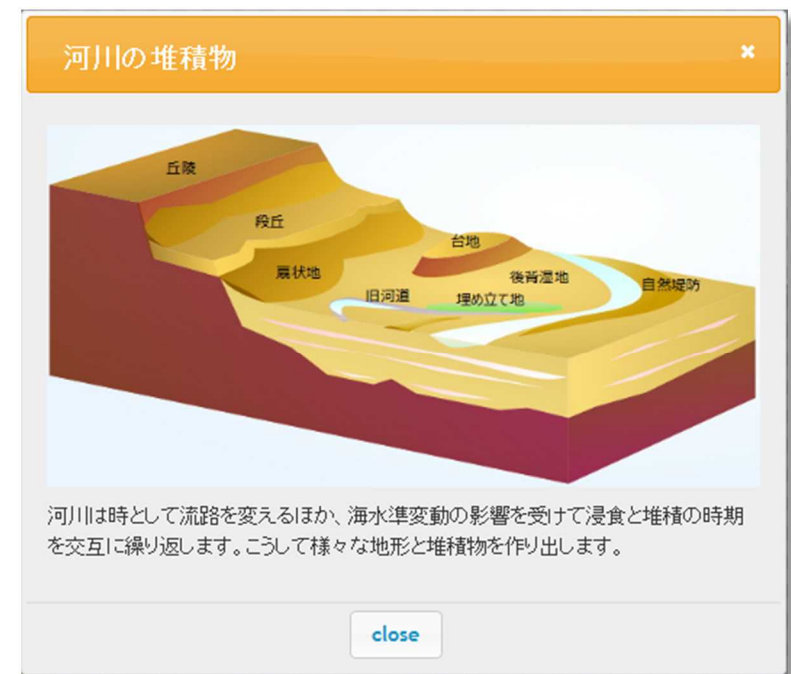 河川の堆積物
×
丘陵
段丘
台地
扇状地
後背湿地
自然堤防
旧河道
埋め立て地
河川は時として流路を変えるほか、海水準変動の影響を受けて浸食と堆積の時期
を交互に繰り返します。こうして様々な地形と堆積物を作り出します。
close